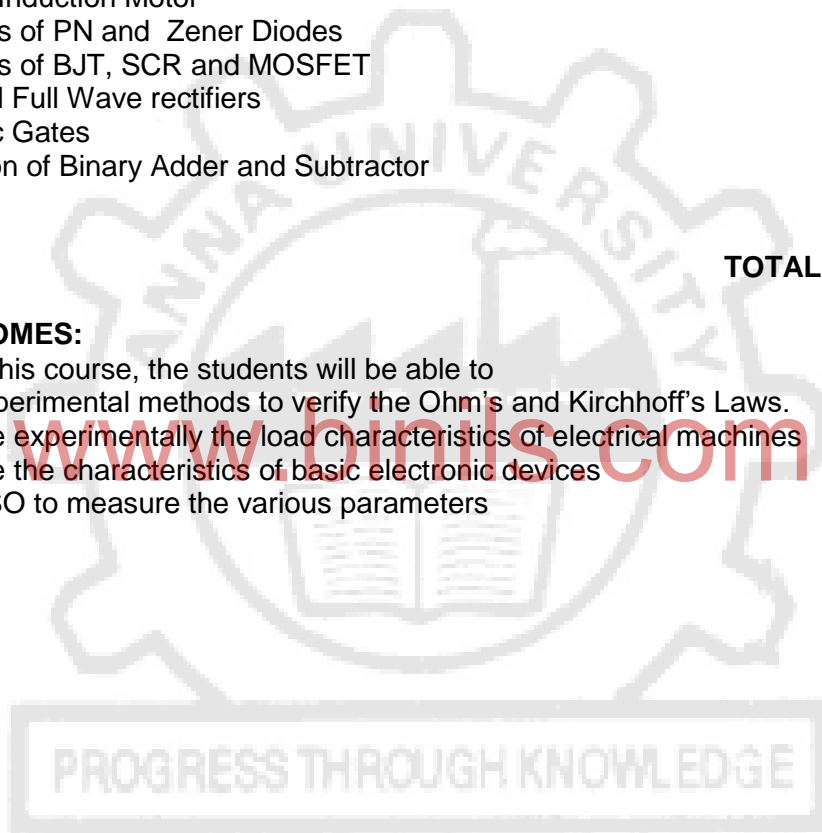 nduction Motor
s of PN and Zener Diodes
s of BJT, SCR and MOSFET
Full Wave rectifiers
c Gates
on of Binary Adder and Subtractor
ANNA UNIVERSITY
TOTAL
OMES:
his course, the students will be able to
perimental methods to verify the Ohm's and Kirchhoff's Laws.
e experimentally the load characteristics of electrical machines
www.binils.com
e the characteristics of basic electronic devices
SO to measure the various parameters
PROGRESS THROUGH KNOWLEDGE